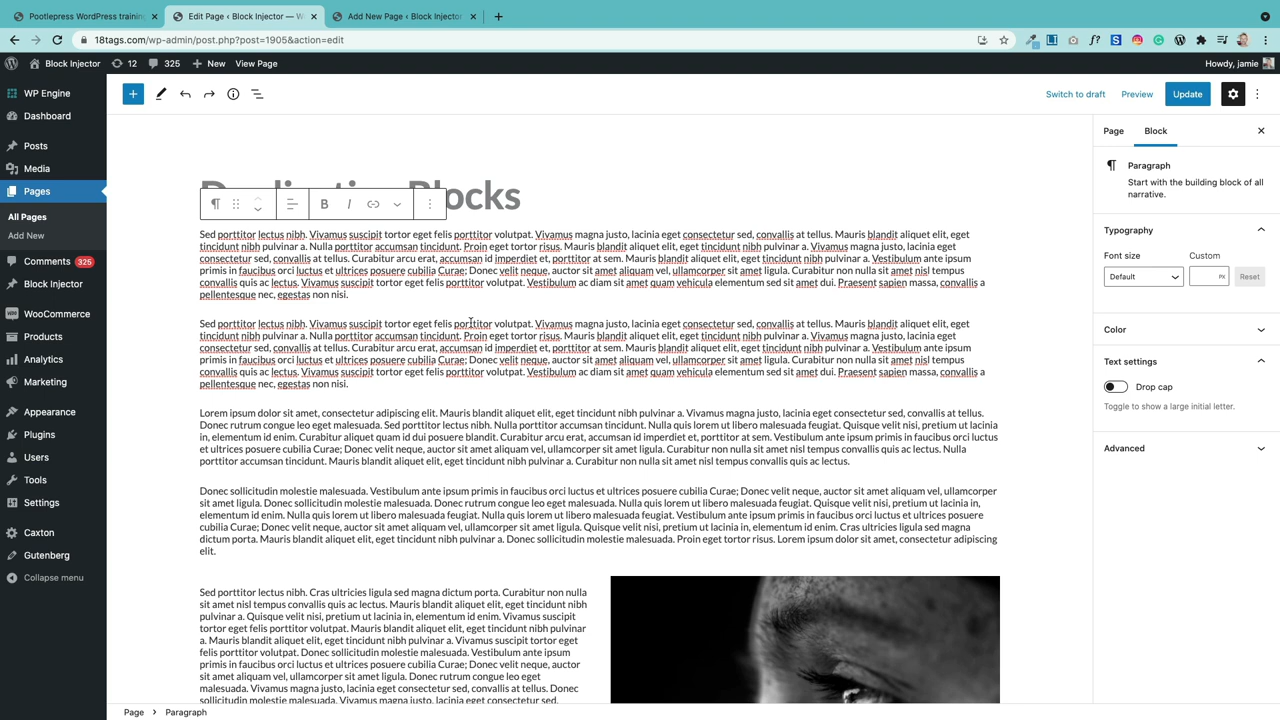 Pootlepress WordPress training
Edit Page ‹ Block Injector — W
Add New Page ‹ Block Injector
18tags.com/wp-admin/post.php?post=1905&action=edit
Block Injector
12
325
New
View Page
Howdy, jamie
WP Engine
Dashboard
Posts
Media
Pages
All Pages
Add New
Comments 325
Block Injector
WooCommerce
Products
Analytics
Marketing
Appearance
Plugins
Users
Tools
Settings
Caxton
Gutenberg
Collapse menu
Switch to draft
Preview
Update
Blocks
Sed porttitor lectus nibh. Vivamus suscipit tortor eget felis porttitor volutpat. Vivamus magna justo, lacinia eget consectetur sed, convallis at tellus. Mauris blandit aliquet elit, eget
tincidunt nibh pulvinar a. Nulla porttitor accumsan tincidunt. Proin eget tortor risus. Mauris blandit aliquet elit, eget tincidunt nibh pulvinar a. Vivamus magna justo, lacinia eget
consectetur sed, convallis at tellus. Curabitur arcu erat, accumsan id imperdiet et, porttitor at sem. Mauris blandit aliquet elit, eget tincidunt nibh pulvinar a. Vestibulum ante ipsum
primis in faucibus orci luctus et ultrices posuere cubilia Curae; Donec velit neque, auctor sit amet aliquam vel, ullamcorper sit amet ligula. Curabitur non nulla sit amet nisl tempus
convallis quis ac lectus. Vivamus suscipit tortor eget felis porttitor volutpat. Vestibulum ac diam sit amet quam vehicula elementum sed sit amet dui. Praesent sapien massa, convallis a
pellentesque nec, egestas non nisi.
Sed porttitor lectus nibh. Vivamus suscipit tortor eget felis porttitor volutpat. Vivamus magna justo, lacinia eget consectetur sed, convallis at tellus. Mauris blandit aliquet elit, eget
tincidunt nibh pulvinar a. Nulla porttitor accumsan tincidunt. Proin eget tortor risus. Mauris blandit aliquet elit, eget tincidunt nibh pulvinar a. Vivamus magna justo, lacinia eget
consectetur sed, convallis at tellus. Curabitur arcu erat, accumsan id imperdiet et, porttitor at sem. Mauris blandit aliquet elit, eget tincidunt nibh pulvinar a. Vestibulum ante ipsum
primis in faucibus orci luctus et ultrices posuere cubilia Curae; Donec velit neque, auctor sit amet aliquam vel, ullamcorper sit amet ligula. Curabitur non nulla sit amet nisl tempus
convallis quis ac lectus. Vivamus suscipit tortor eget felis porttitor volutpat. Vestibulum ac diam sit amet quam vehicula elementum sed sit amet dui. Praesent sapien massa, convallis a
pellentesque nec, egestas non nisi.
Lorem ipsum dolor sit amet, consectetur adipiscing elit. Mauris blandit aliquet elit, eget tincidunt nibh pulvinar a. Vivamus magna justo, lacinia eget consectetur sed, convallis at tellus.
Donec rutrum congue leo eget malesuada. Sed porttitor lectus nibh. Nulla porttitor accumsan tincidunt. Nulla quis lorem ut libero malesuada feugiat. Quisque velit nisi, pretium ut lacinia
in, elementum id enim. Curabitur aliquet quam id dui posuere blandit. Curabitur arcu erat, accumsan id imperdiet et, porttitor at sem. Vestibulum ante ipsum primis in faucibus orci luctus
et ultrices posuere cubilia Curae; Donec velit neque, auctor sit amet aliquam vel, ullamcorper sit amet ligula. Curabitur non nulla sit amet nisl tempus convallis quis ac lectus. Nulla
porttitor accumsan tincidunt. Mauris blandit aliquet elit, eget tincidunt nibh pulvinar a. Curabitur non nulla sit amet nisl tempus convallis quis ac lectus.
Donec sollicitudin molestie malesuada. Vestibulum ante ipsum primis in faucibus orci luctus et ultrices posuere cubilia Curae; Donec velit neque, auctor sit amet aliquam vel, ullamcorper
sit amet ligula. Curabitur non nulla sit amet nisl tempus convallis quis ac lectus. Donec rutrum congue leo eget malesuada. Nulla quis lorem ut libero malesuada feugiat. Quisque velit nisi, pretium ut lacinia in, elementum
id enim. Nulla quis lorem ut libero malesuada feugiat. Nulla quis lorem ut libero malesuada feugiat. Vestibulum ante ipsum primis in faucibus orci luctus et ultrices posuere
cubilia Curae; Donec velit neque, auctor sit amet aliquam vel, ullamcorper sit amet ligula. Quisque velit nisi, pretium ut lacinia in, elementum id enim. Cras ultricies ligula sed magna
dictum porta. Curabitur non nulla sit amet nisl tempus convallis quis ac lectus. Donec sollicitudin molestie malesuada. Proin eget tortor risus. Lorem ipsum dolor sit amet, consectetur adipiscing
elit.
Sed porttitor lectus nibh. Cras ultricies ligula sed magna dictum porta. Curabitur non nulla
sit amet nisl tempus convallis quis ac lectus. Mauris blandit aliquet elit, eget tincidunt nibh
pulvinar a. Quisque velit nisi, pretium ut lacinia in, elementum id enim. Vivamus suscipit
tortor eget felis porttitor volutpat. Mauris blandit aliquet elit, eget tincidunt nibh pulvinar
a. Mauris blandit aliquet elit, eget tincidunt nibh pulvinar a. Vivamus suscipit tortor eget
felis porttitor volutpat. Donec sollicitudin molestie malesuada. Vestibulum ante ipsum
primis in faucibus orci luctus et ultrices posuere cubilia Curae; Donec velit neque, auctor
sit amet aliquam vel, ullamcorper sit amet ligula. Donec rutrum congue leo eget
malesuada. Vivamus magna justo, lacinia eget consectetur sed, convallis at tellus. Donec
sollicitudin molestie malesuada. Vivamus suscipit tortor eget felis porttitor
Page
Block
Paragraph
Start with the building block of all
narrative.
Typography
Font size
Custom
Default
PX
Reset
Color
Text settings
Drop cap
Toggle to show a large initial letter.
Advanced
Page
Paragraph